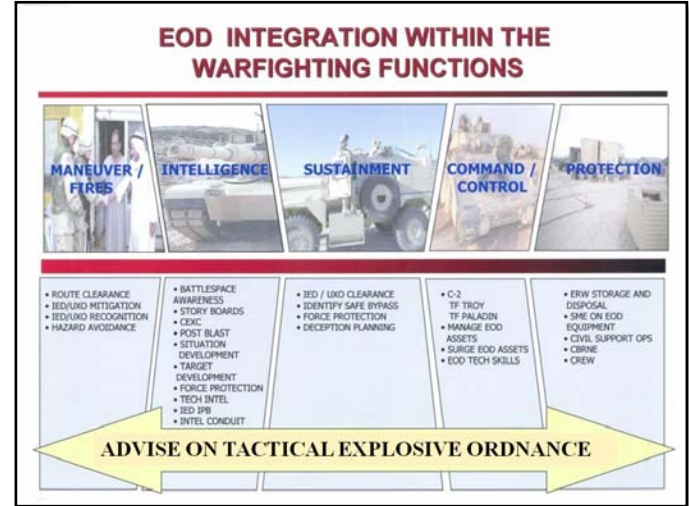 EOD INTEGRATION WITHIN THE
WARFIGHTING FUNCTIONS
MANEUVER /
FIRES
INTELLIGENCE
SUSTAINMENT
COMMAND /
CONTROL
PROTECTION
• ROUTE CLEARANCE
• IED/UXO MITIGATION
• IED/UXO RECOGNITION
• HAZARD AVOIDANCE
• BATTLESPACE
AWARENESS
• STORY BOARDS
• CEXC
• POST BLAST
• SITUATION
DEVELOPMENT
• TARGET
DEVELOPMENT
• FORCE PROTECTION
• TECH INTEL
• IED IPB
• INTEL CONDUIT
• IED / UXO CLEARANCE
• IDENTIFY SAFE BYPASS
• FORCE PROTECTION
• DECEPTION PLANNING
• C-2
TF TROY
TF PALADIN
• MANAGE EOD
ASSETS
• SURGE EOD ASSETS
• EOD TECH SKILLS
• ERW STORAGE AND
DISPOSAL
• SME ON EOD
EQUIPMENT
• CIVIL SUPPORT OPS
• CBRNE
• CREW
ADVISE ON TACTICAL EXPLOSIVE ORDNANCE